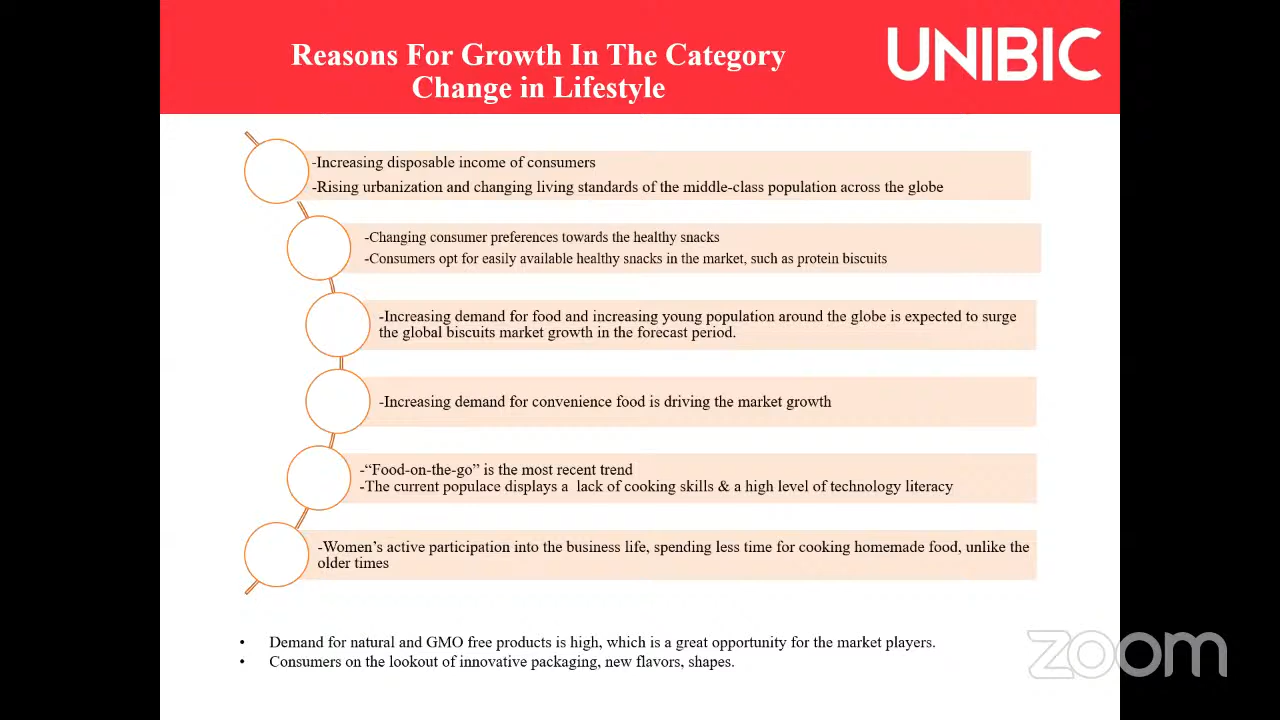 Reasons For Growth In The Category
Change in Lifestyle
UNIBIC
-Increasing disposable income of consumers
-Rising urbanization and changing living standards of the middle-class population across the globe
-Changing consumer preferences towards the healthy snacks
-Consumers opt for easily available healthy snacks in the market, such as protein biscuits
-Increasing demand for food and increasing young population around the globe is expected to surge
the global biscuits market growth in the forecast period.
-Increasing demand for convenience food is driving the market growth
-“Food-on-the-go” is the most recent trend
-The current populace displays a lack of cooking skills & a high level of technology literacy
-Women’s active participation into the business life, spending less time for cooking homemade food, unlike the
older times
• Demand for natural and GMO free products is high, which is a great opportunity for the market players.
• Consumers on the lookout of innovative packaging, new flavors, shapes.
zoom